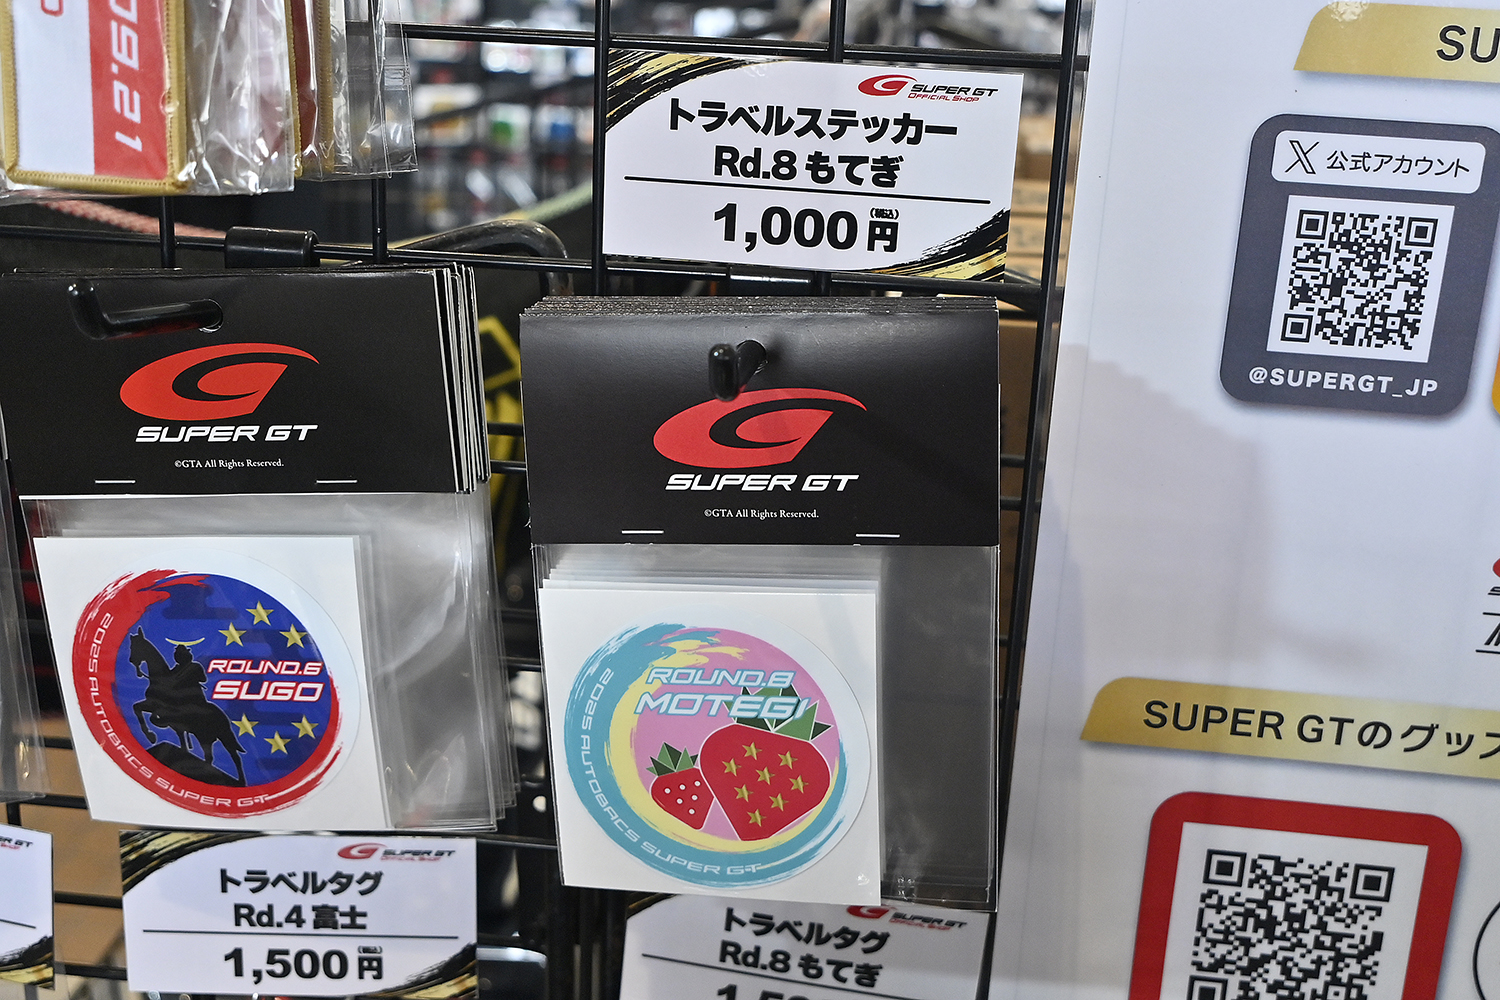 09.21
SUPER GT
OFFICIAL SHOP
トラベルステッカー
Rd.8 もてぎ
1,000円
(税込)
SU
X 公式アカウント
@SUPERGT_JP
SUPER GT
©GTA All Rights Reserved.
SUPER GT
©GTA All Rights Reserved.
ROUND.6
SUGO
2025 AUTOBACS SUPER GT
ROUND.8
MOTEGI
2025 AUTOBACS SUPER GT
SUPER GTのグッズ
SUPER GT
OFFICIAL SHOP
トラベルタグ
Rd.4 富士
1,500円
(税込)
SUPER GT
トラベルタグ
Rd.8 もてぎ